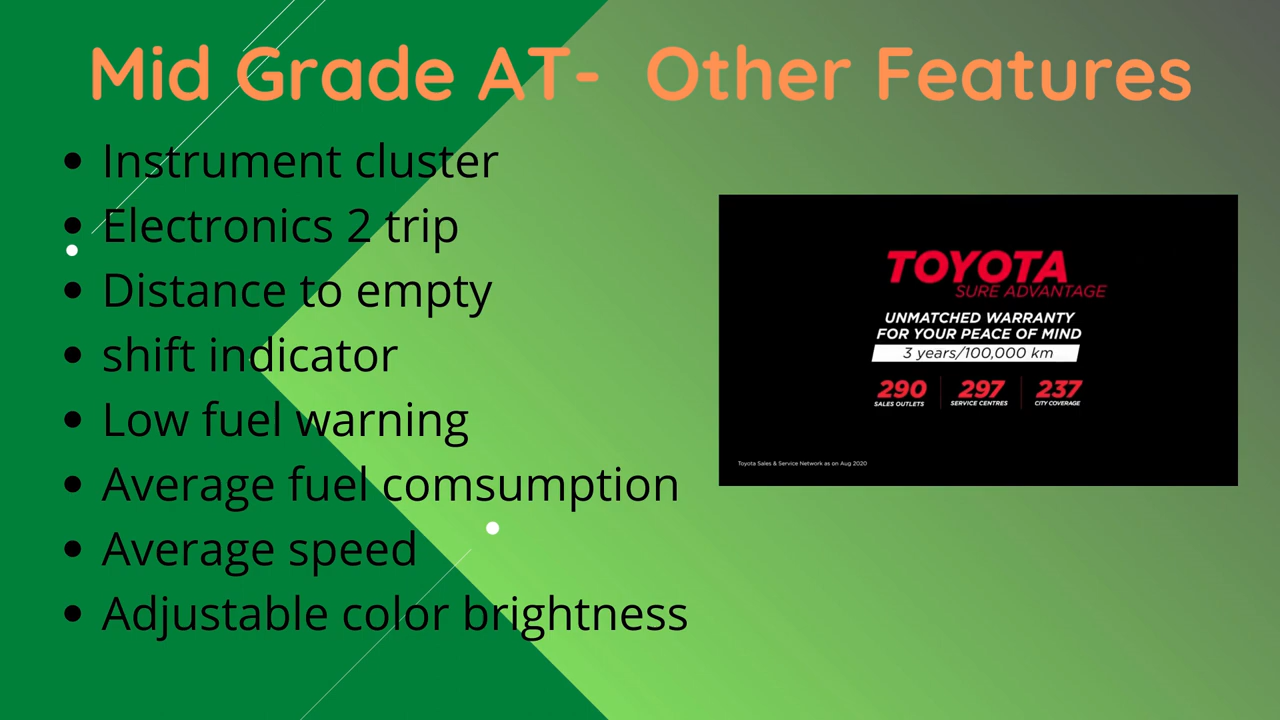 Mid Grade AT- Other Features
• Instrument cluster
• Electronics 2 trip
• Distance to empty
• shift indicator
• Low fuel warning
• Average fuel comsumption
• Average speed
• Adjustable color brightness
TOYOTA
SURE ADVANTAGE
UNMATCHED WARRANTY
FOR YOUR PEACE OF MIND
3 years/100,000 km
290 297 237
SALES OUTLETS SERVICE CENTRES CITY COVERAGE
Toyota Sales & Service Network as on Aug 2020